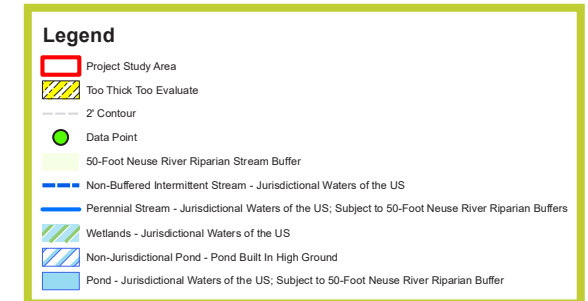 Legend
Project Study Area
Too Thick Too Evaluate
2' Contour
Data Point
50-Foot Neuse River Riparian Stream Buffer
Non-Buffered Intermittent Stream - Jurisdictional Waters of the US
Perennial Stream - Jurisdictional Waters of the US; Subject to 50-Foot Neuse River Riparian Buffers
Wetlands - Jurisdictional Waters of the US
Non-Jurisdictional Pond - Pond Built In High Ground
Pond - Jurisdictional Waters of the US; Subject to 50-Foot Neuse River Riparian Buffer